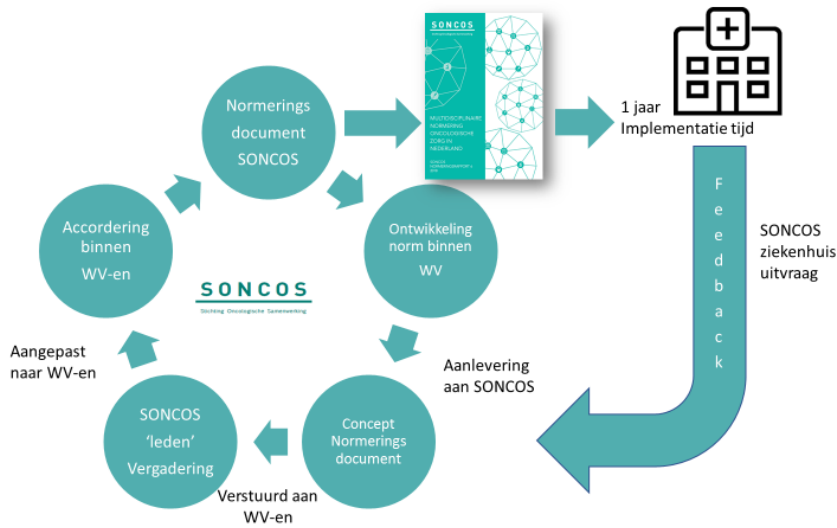 Normerings
document
SONCOS
SONCOS
MULTIDISCIPLINAIRE
NORMERING
ONCOLOGISCHE
ZORG IN
NEDERLAND
SONCOS
1 jaar
Implementatie tijd
Feedback
SONCOS
ziekenhuis
uitvraag
Ontwikkeling
norm binnen
WV
Aanlevering
aan SONCOS
Concept
Normerings
document
Verstuurd aan
WV-en
SONCOS
‘leden’
Vergadering
Aangepast
naar WV-en
Accordering
binnen
WV-en
SONCOS
Stichting Oncologische Samenwerking